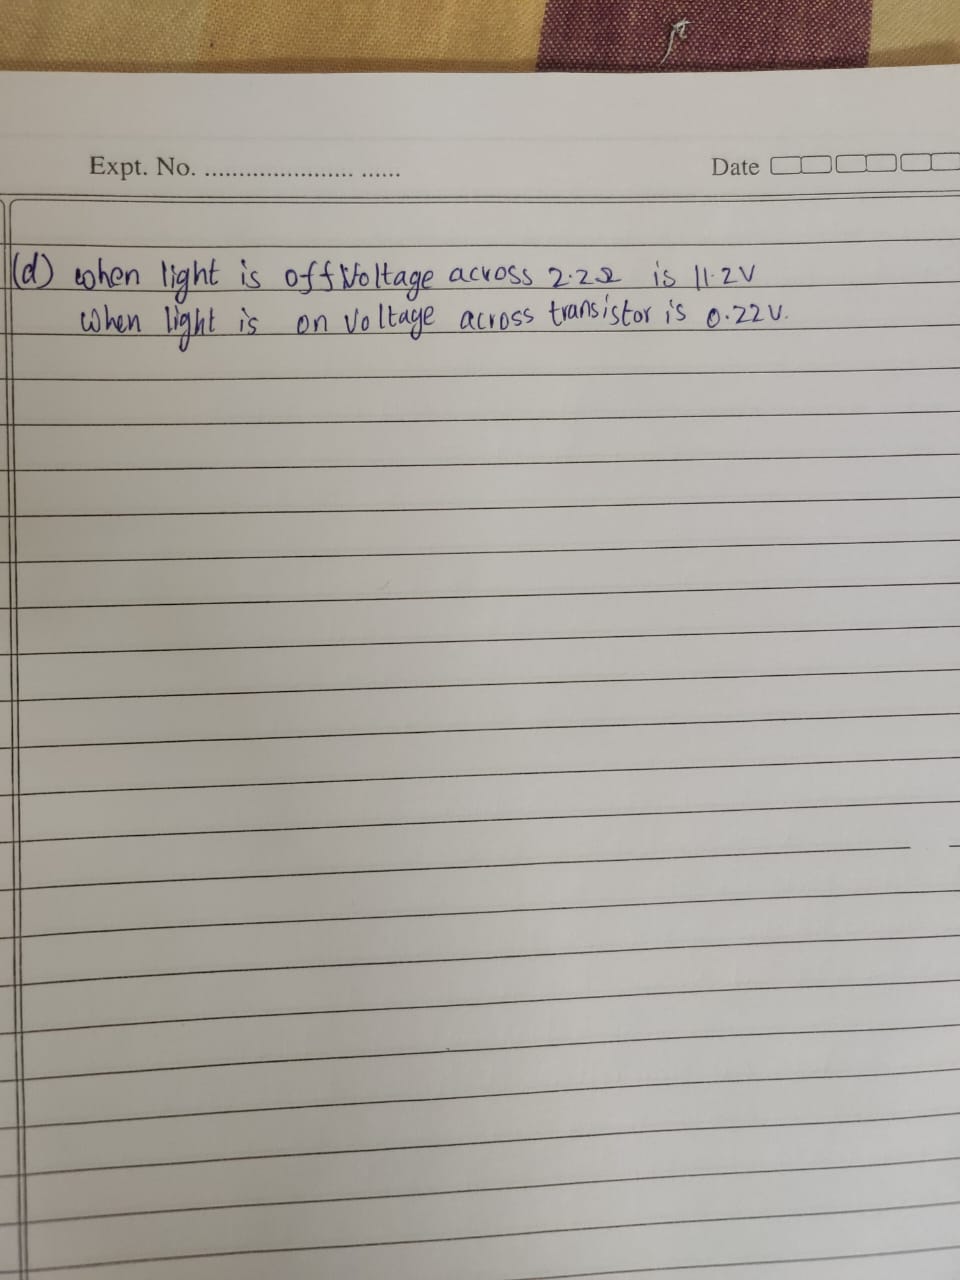 Expt. No. ............................
Date
(d) when light is off Voltage across 2.2Ω is 11.2V
When light is on Voltage across transistor is 0.22V.